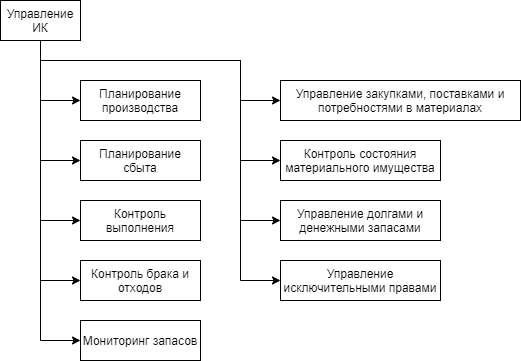 Управление
ИК
Планирование
производства
Планирование
сбыта
Контроль
выполнения
Контроль брака и
отходов
Мониторинг запасов
Управление закупками, поставками и
потребностями в материалах
Контроль состояния
материального имущества
Управление долгами и
денежными запасами
Управление
исключительными правами